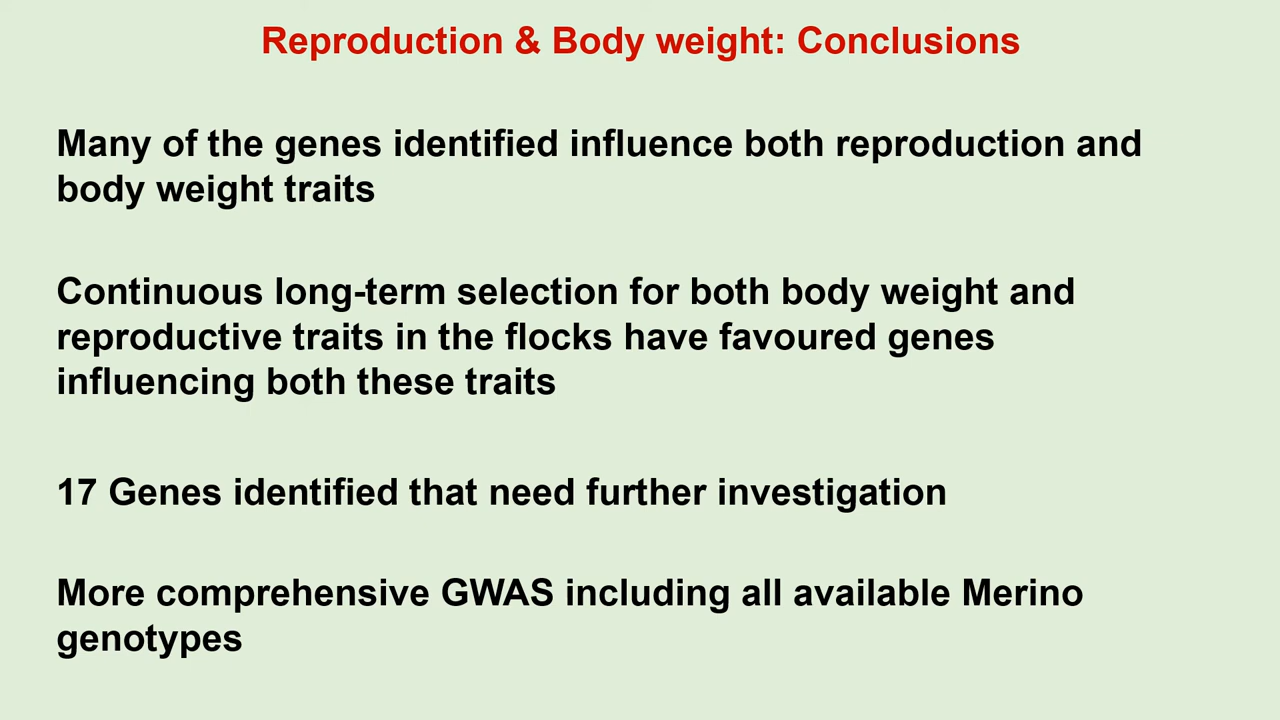 Reproduction & Body weight: Conclusions
Many of the genes identified influence both reproduction and
body weight traits
Continuous long-term selection for both body weight and
reproductive traits in the flocks have favoured genes
influencing both these traits
17 Genes identified that need further investigation
More comprehensive GWAS including all available Merino
genotypes